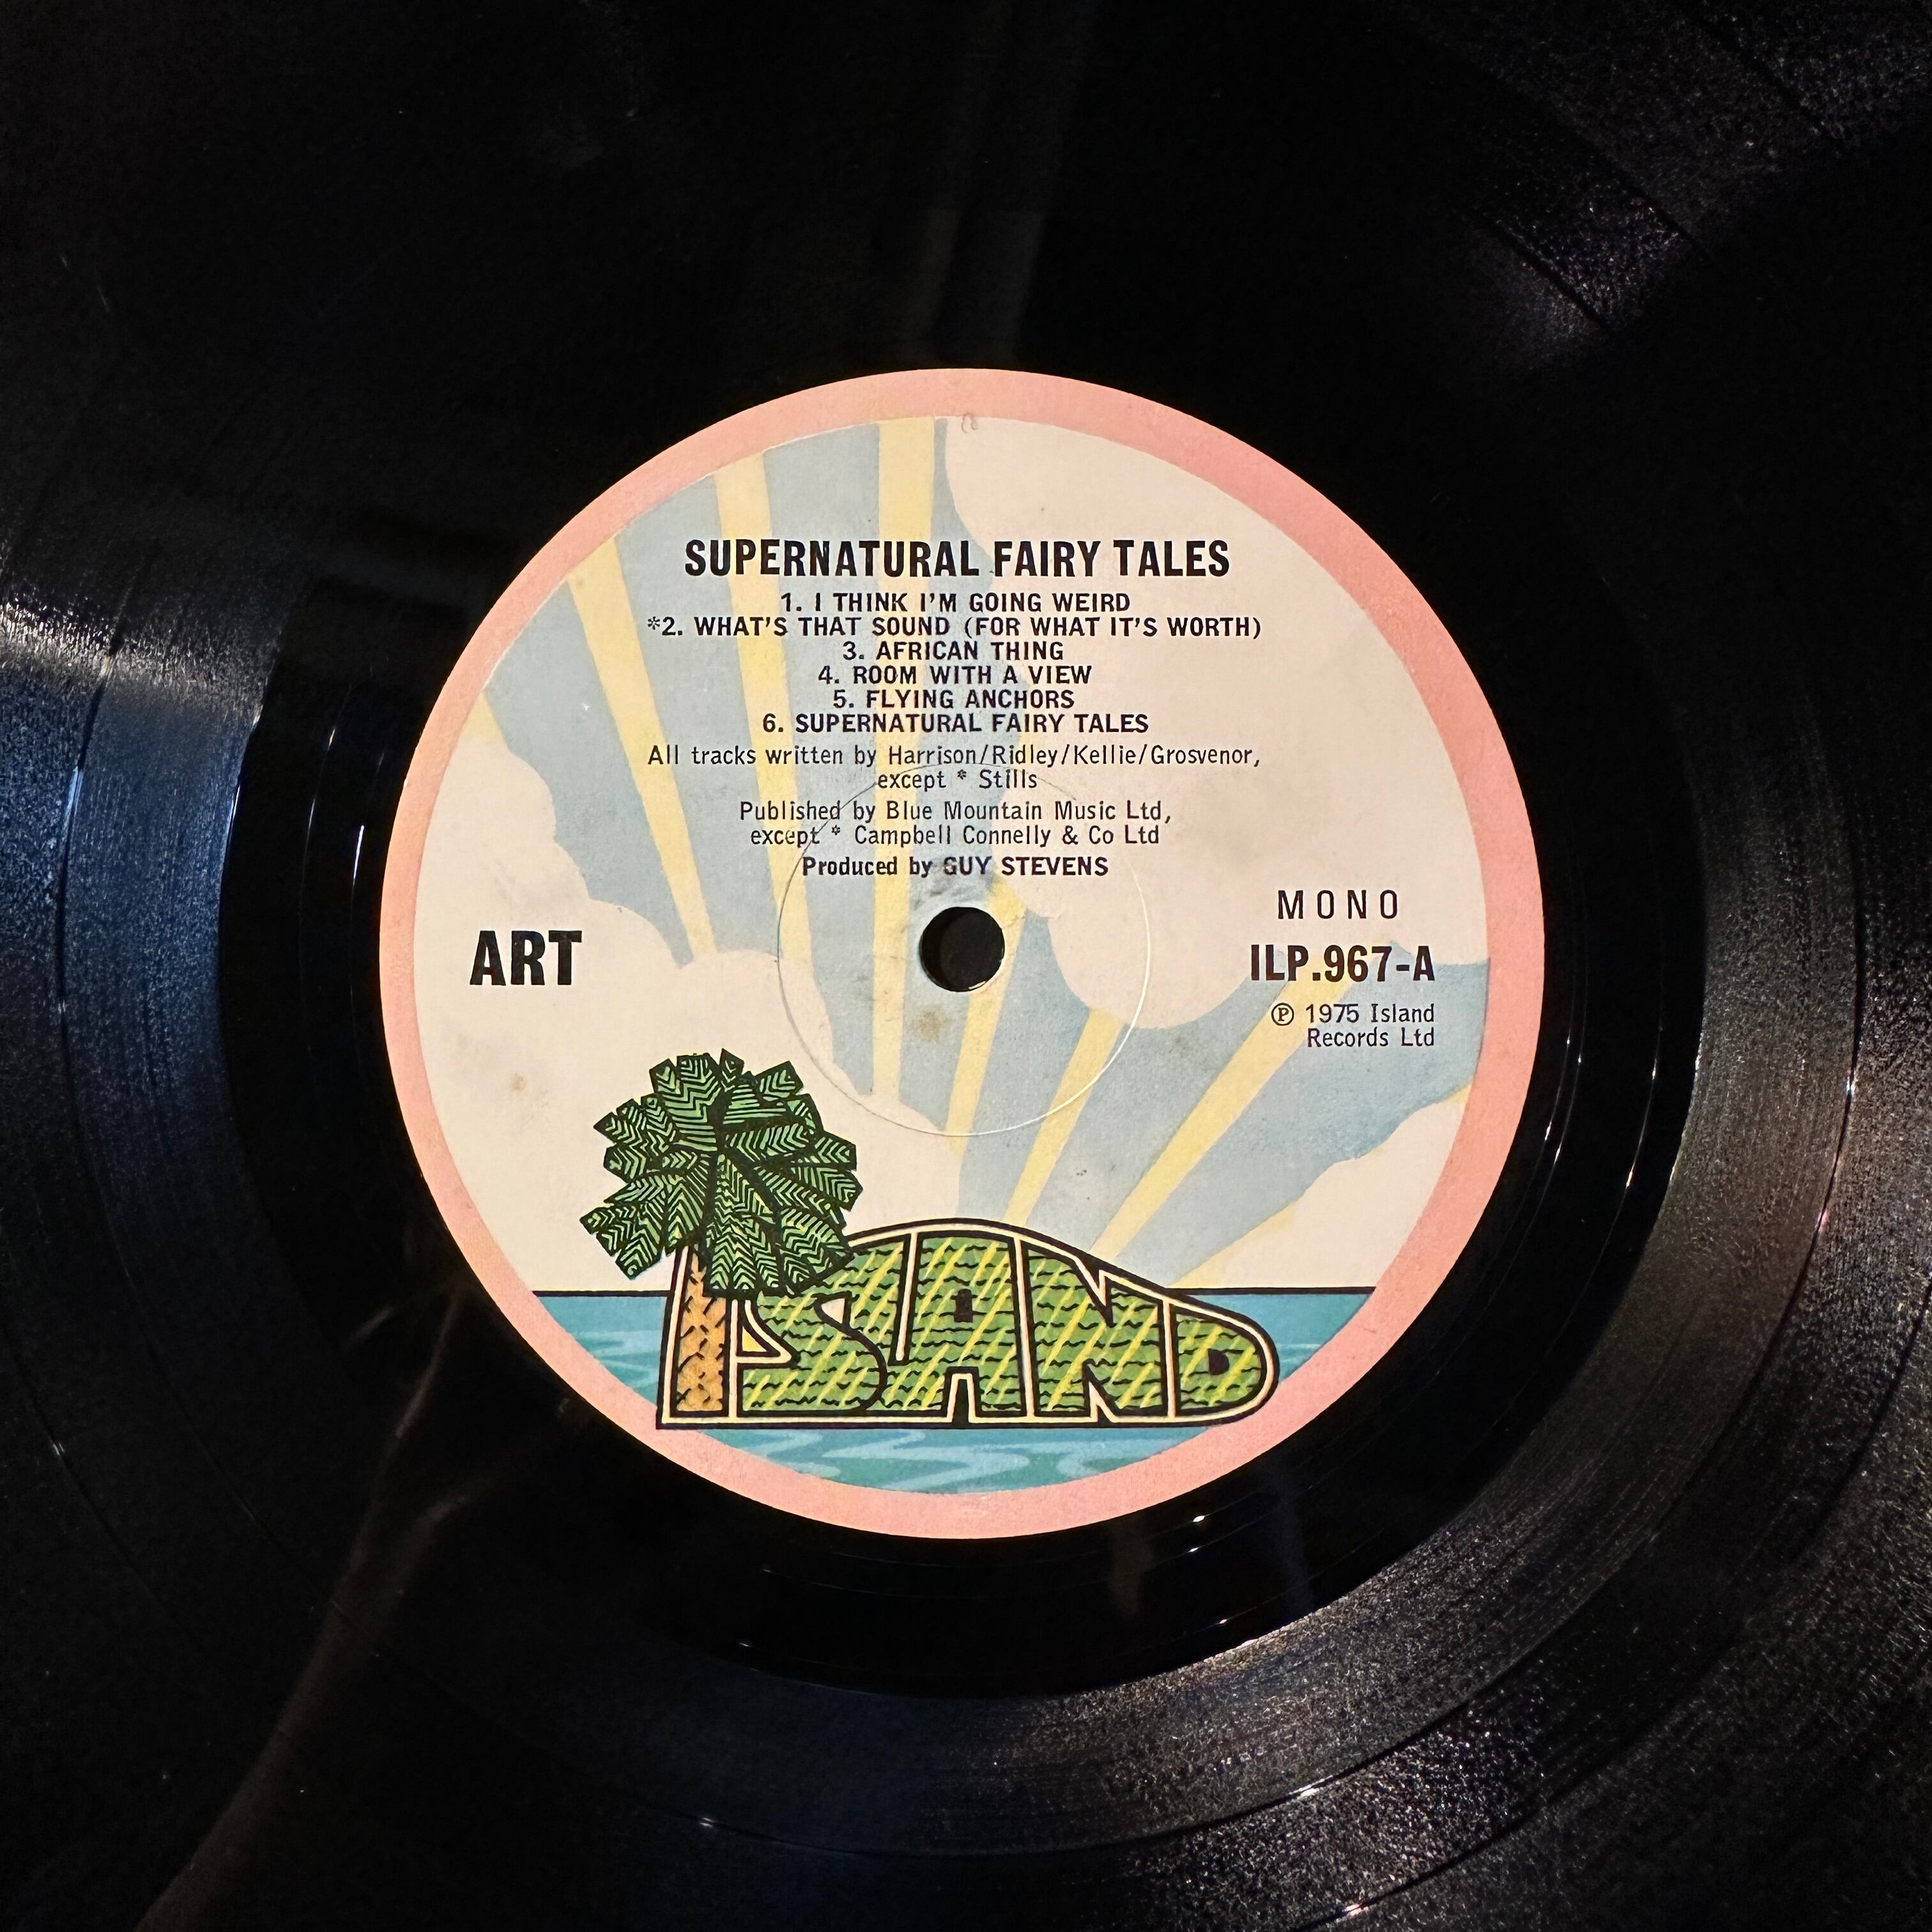 SUPERNATURAL FAIRY TALES
1. I THINK I'M GOING WEIRD
*2. WHAT'S THAT SOUND (FOR WHAT IT'S WORTH)
3. AFRICAN THING
4. ROOM WITH A VIEW
5. FLYING ANCHORS
6. SUPERNATURAL FAIRY TALES
All tracks written by Harrison/Ridley/Kellie/Grosvenor,
except * Stills
Published by Blue Mountain Music Ltd,
except * Campbell Connelly & Co Ltd
Produced by GUY STEVENS
ART
MONO
ILP.967-A
℗ 1975 Island
Records Ltd
ISLAND